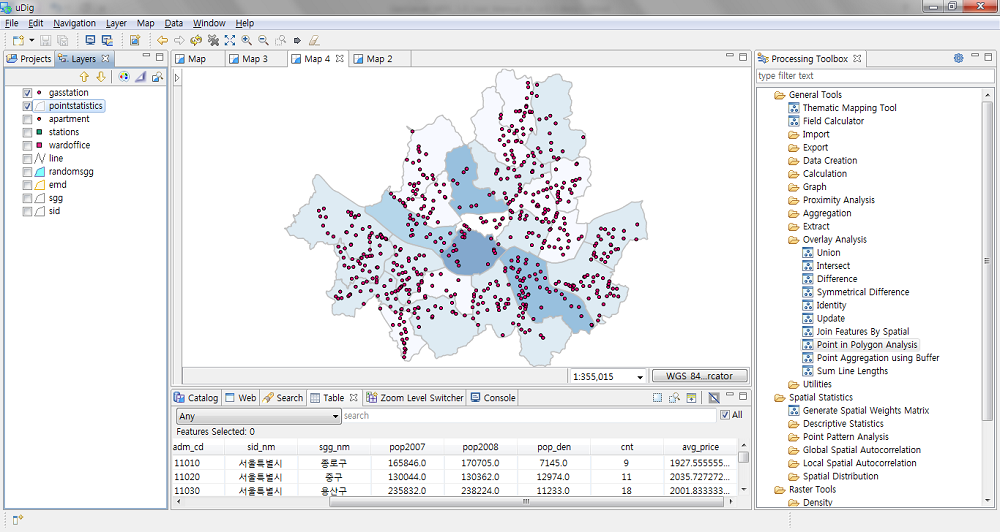 uDig
File Edit Navigation Layer Map Data Window Help
Projects Layers
gasstation
pointstatistics
apartment
stations
wardoffice
line
randomsgg
emd
sgg
sid
Map Map 3 Map 4 Map 2
1:355,015 WGS 84...rcator
Catalog Web Search Table Zoom Level Switcher Console
Any search All
Features Selected: 0
adm_cd sid_nm sgg_nm pop2007 pop2008 pop_den cnt avg_price
11010 서울특별시 종로구 165846.0 170705.0 7145.0 9 1927.555555...
11020 서울특별시 중구 130044.0 130362.0 12974.0 11 2035.727272...
11030 서울특별시 용산구 235832.0 238224.0 11233.0 18 2001.833333...
Processing Toolbox
type filter text
General Tools
Thematic Mapping Tool
Field Calculator
Import
Export
Data Creation
Calculation
Graph
Proximity Analysis
Aggregation
Extract
Overlay Analysis
Union
Intersect
Difference
Symmetrical Difference
Identity
Update
Join Features By Spatial
Point in Polygon Analysis
Point Aggregation using Buffer
Sum Line Lengths
Utilities
Spatial Statistics
Generate Spatial Weights Matrix
Descriptive Statistics
Point Pattern Analysis
Global Spatial Autocorrelation
Local Spatial Autocorrelation
Spatial Distribution
Raster Tools
Density